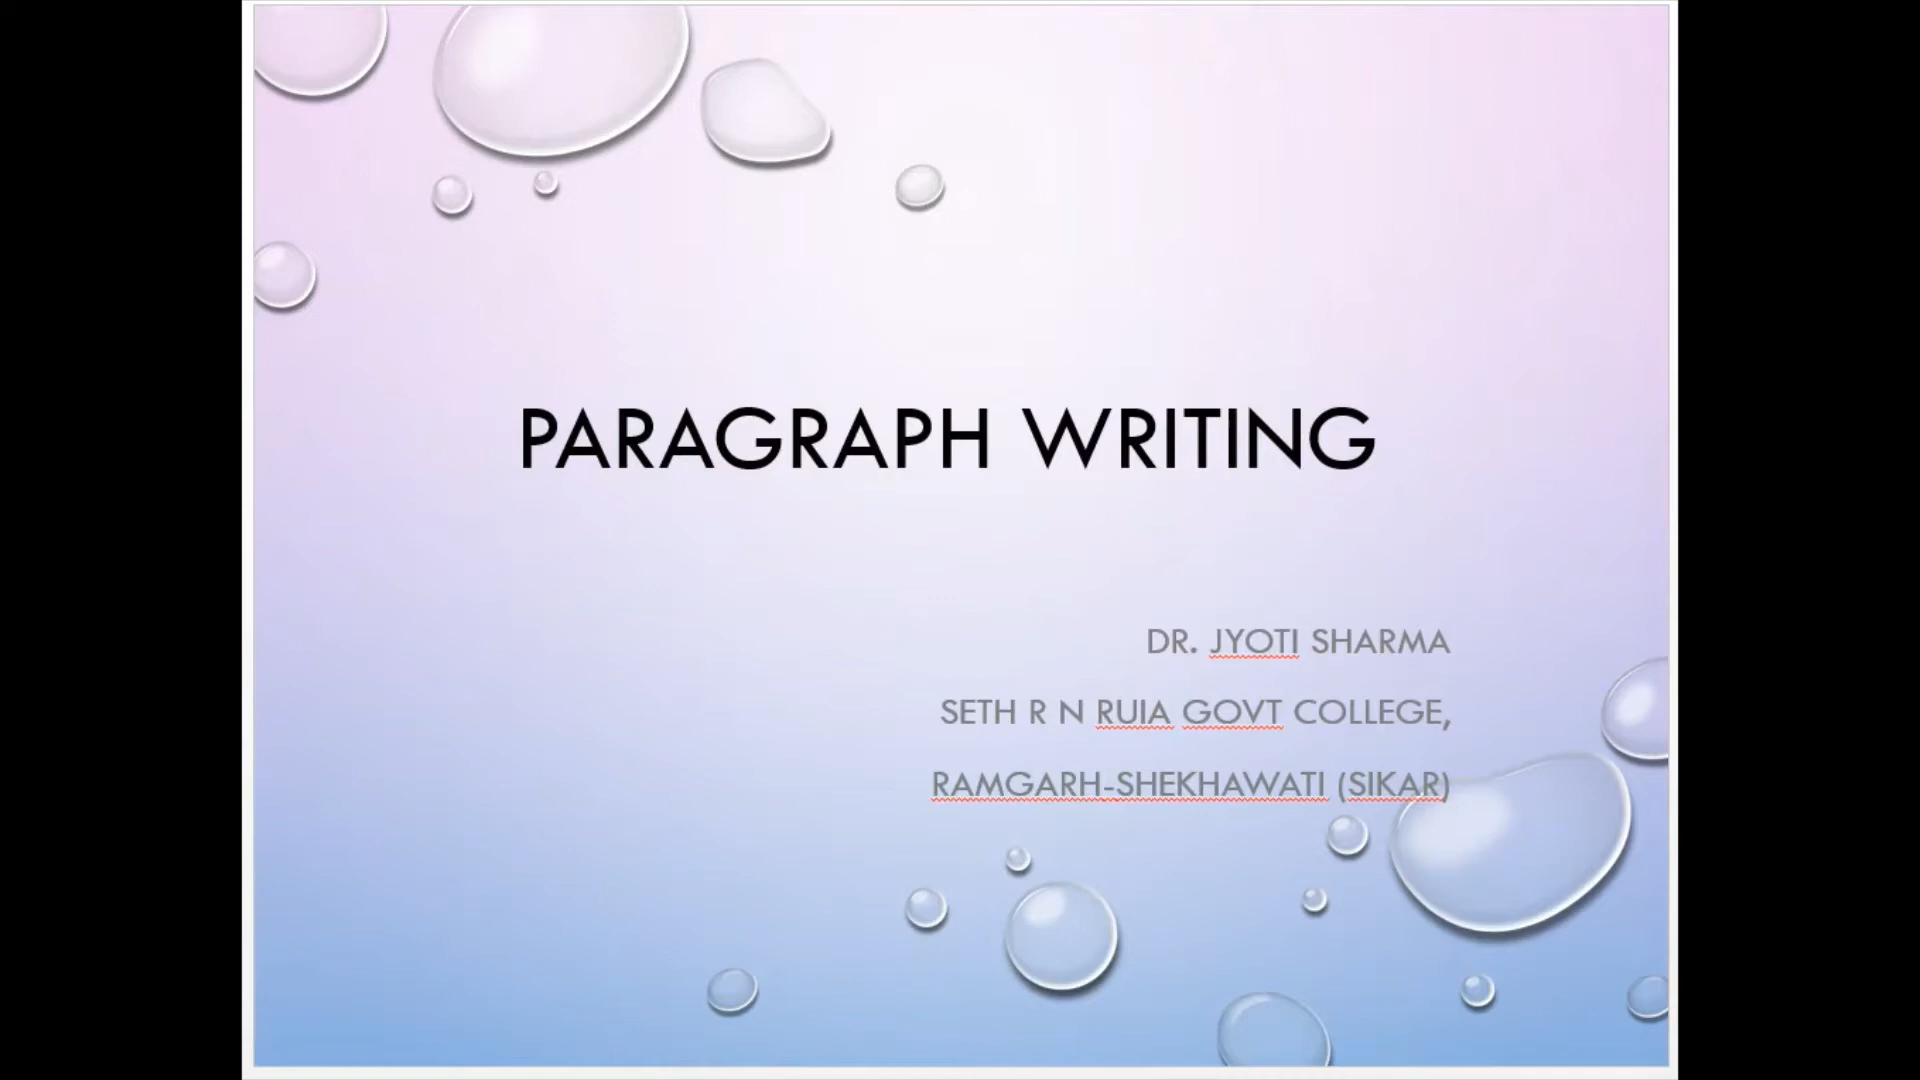 PARAGRAPH WRITING
DR. JYOTI SHARMA
SETH R N RUIA GOVT COLLEGE,
RAMGARH-SHEKHAWATI (SIKAR)